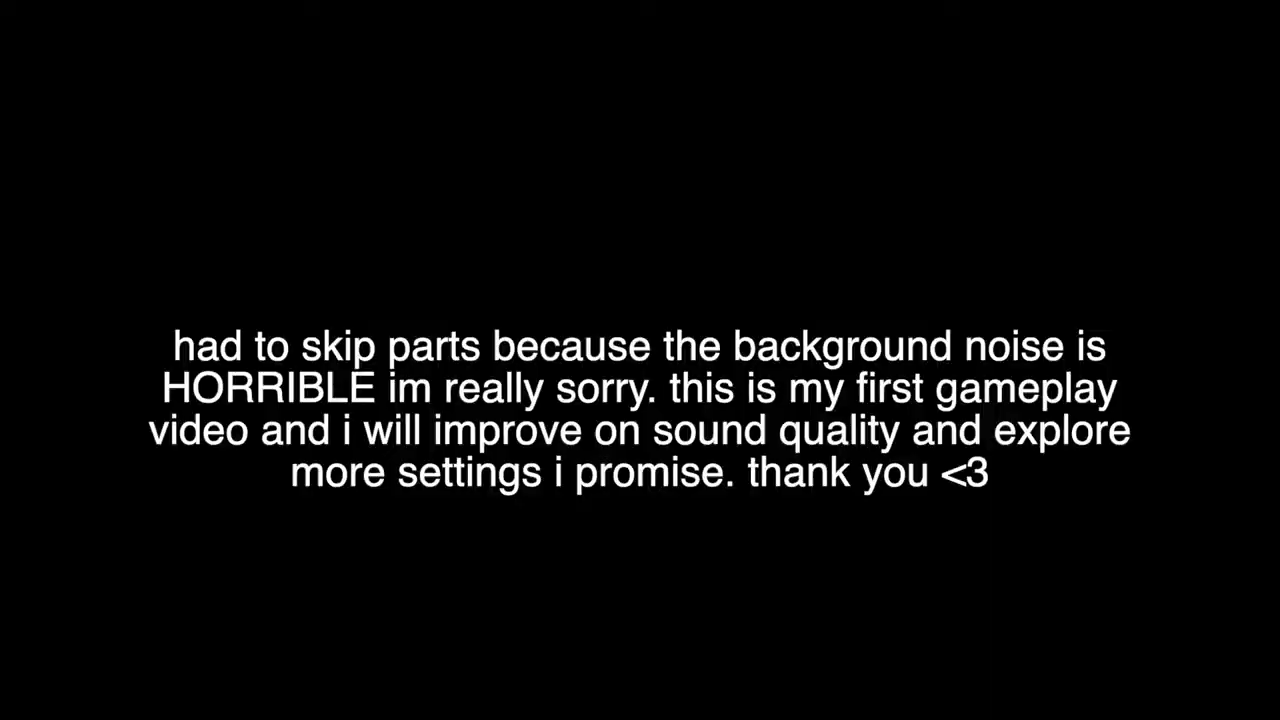 had to skip parts because the background noise is
HORRIBLE im really sorry. this is my first gameplay
video and i will improve on sound quality and explore
more settings i promise. thank you <3